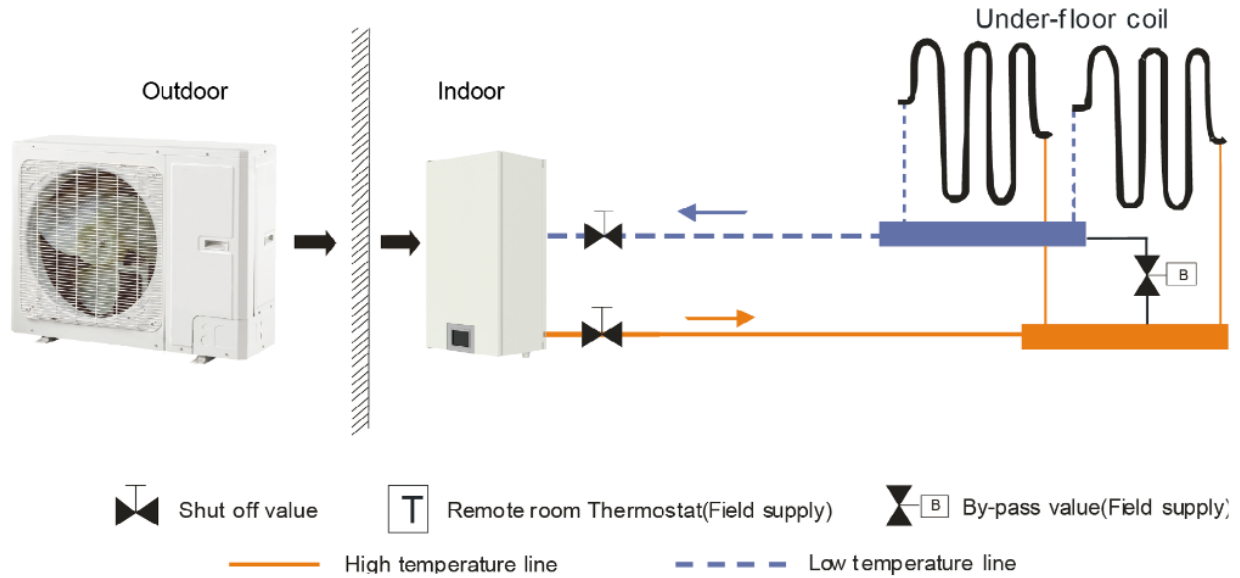 Under-floor coil
Outdoor
Indoor
B
Shut off value
T
Remote room Thermostat(Field supply)
B
By-pass value(Field supply)
High temperature line
Low temperature line